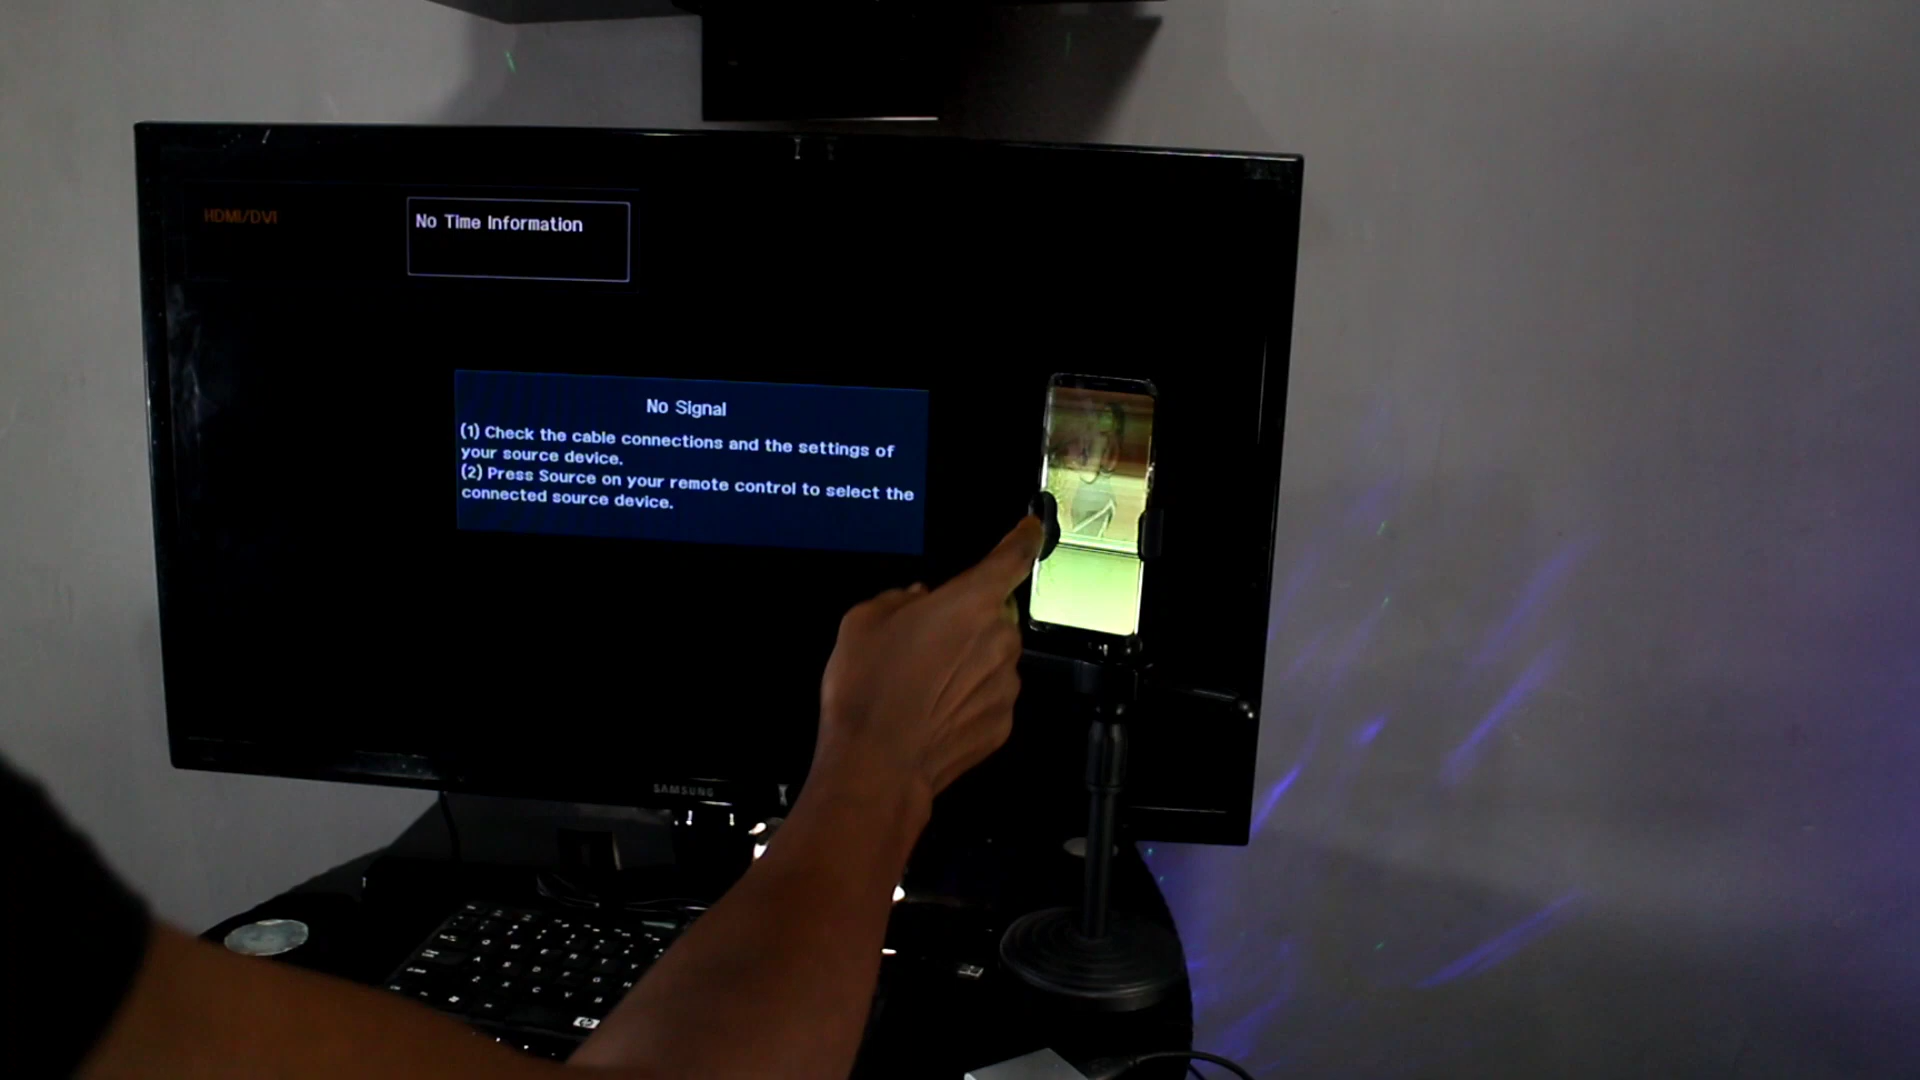 HDMI/DVI
No Time Information
No Signal
(1) Check the cable connections and the settings of
your source device.
(2) Press Source on your remote control to select the
connected source device.
SAMSUNG
hp